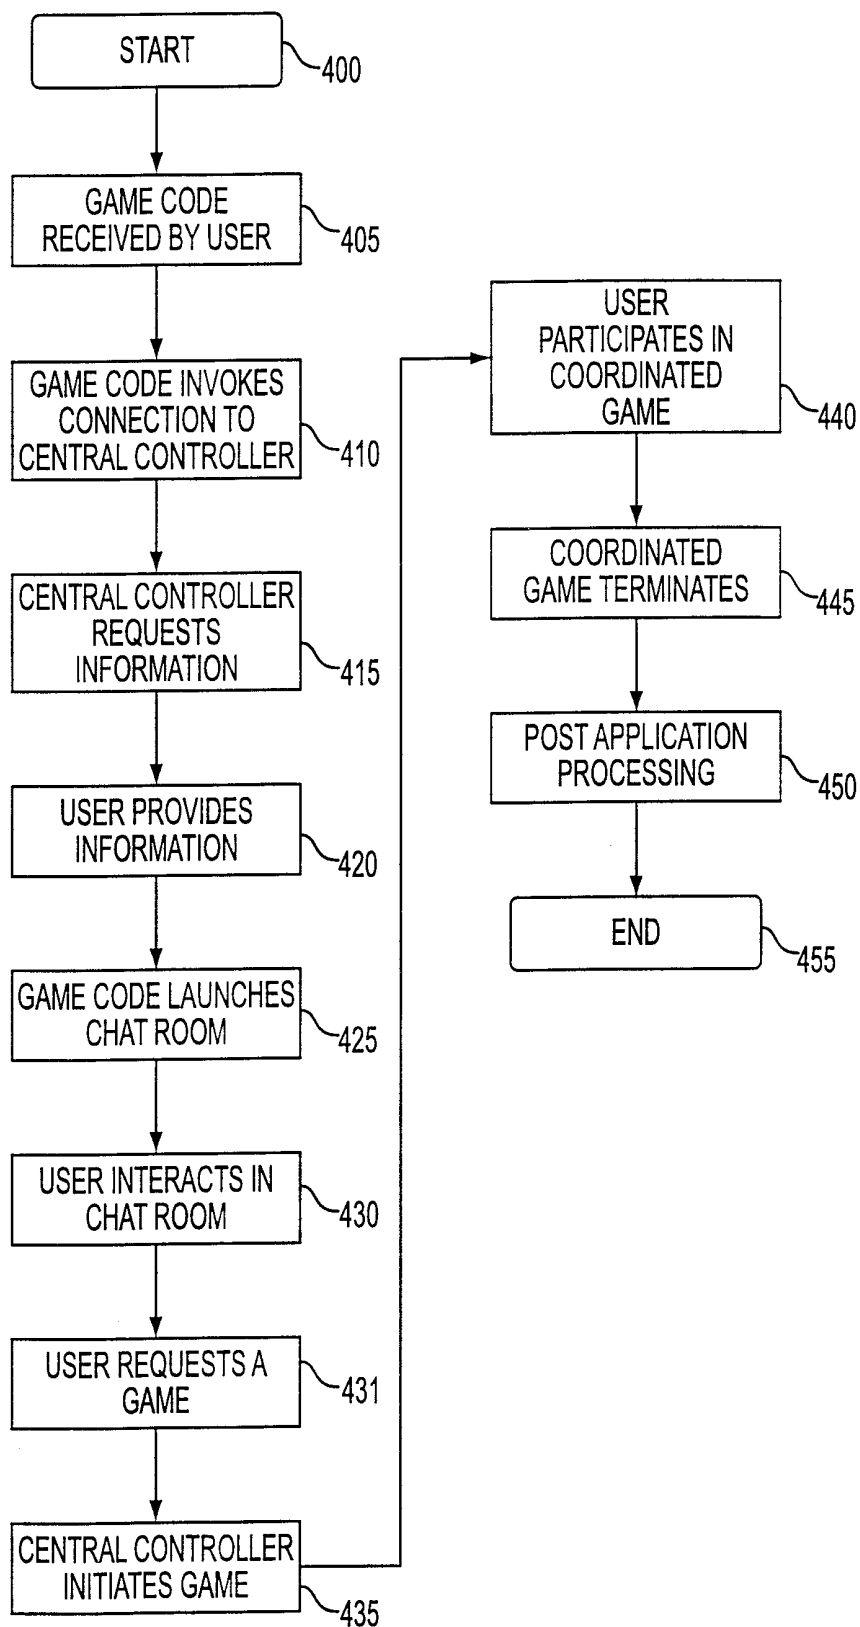 START
400
GAME CODE
RECEIVED BY USER
405
GAME CODE INVOKES
CONNECTION TO
CENTRAL CONTROLLER
410
CENTRAL CONTROLLER
REQUESTS
INFORMATION
415
USER PROVIDES
INFORMATION
420
GAME CODE LAUNCHES
CHAT ROOM
425
USER INTERACTS IN
CHAT ROOM
430
USER REQUESTS A
GAME
431
CENTRAL CONTROLLER
INITIATES GAME
435
USER
PARTICIPATES IN
COORDINATED
GAME
440
COORDINATED
GAME TERMINATES
445
POST APPLICATION
PROCESSING
450
END
455